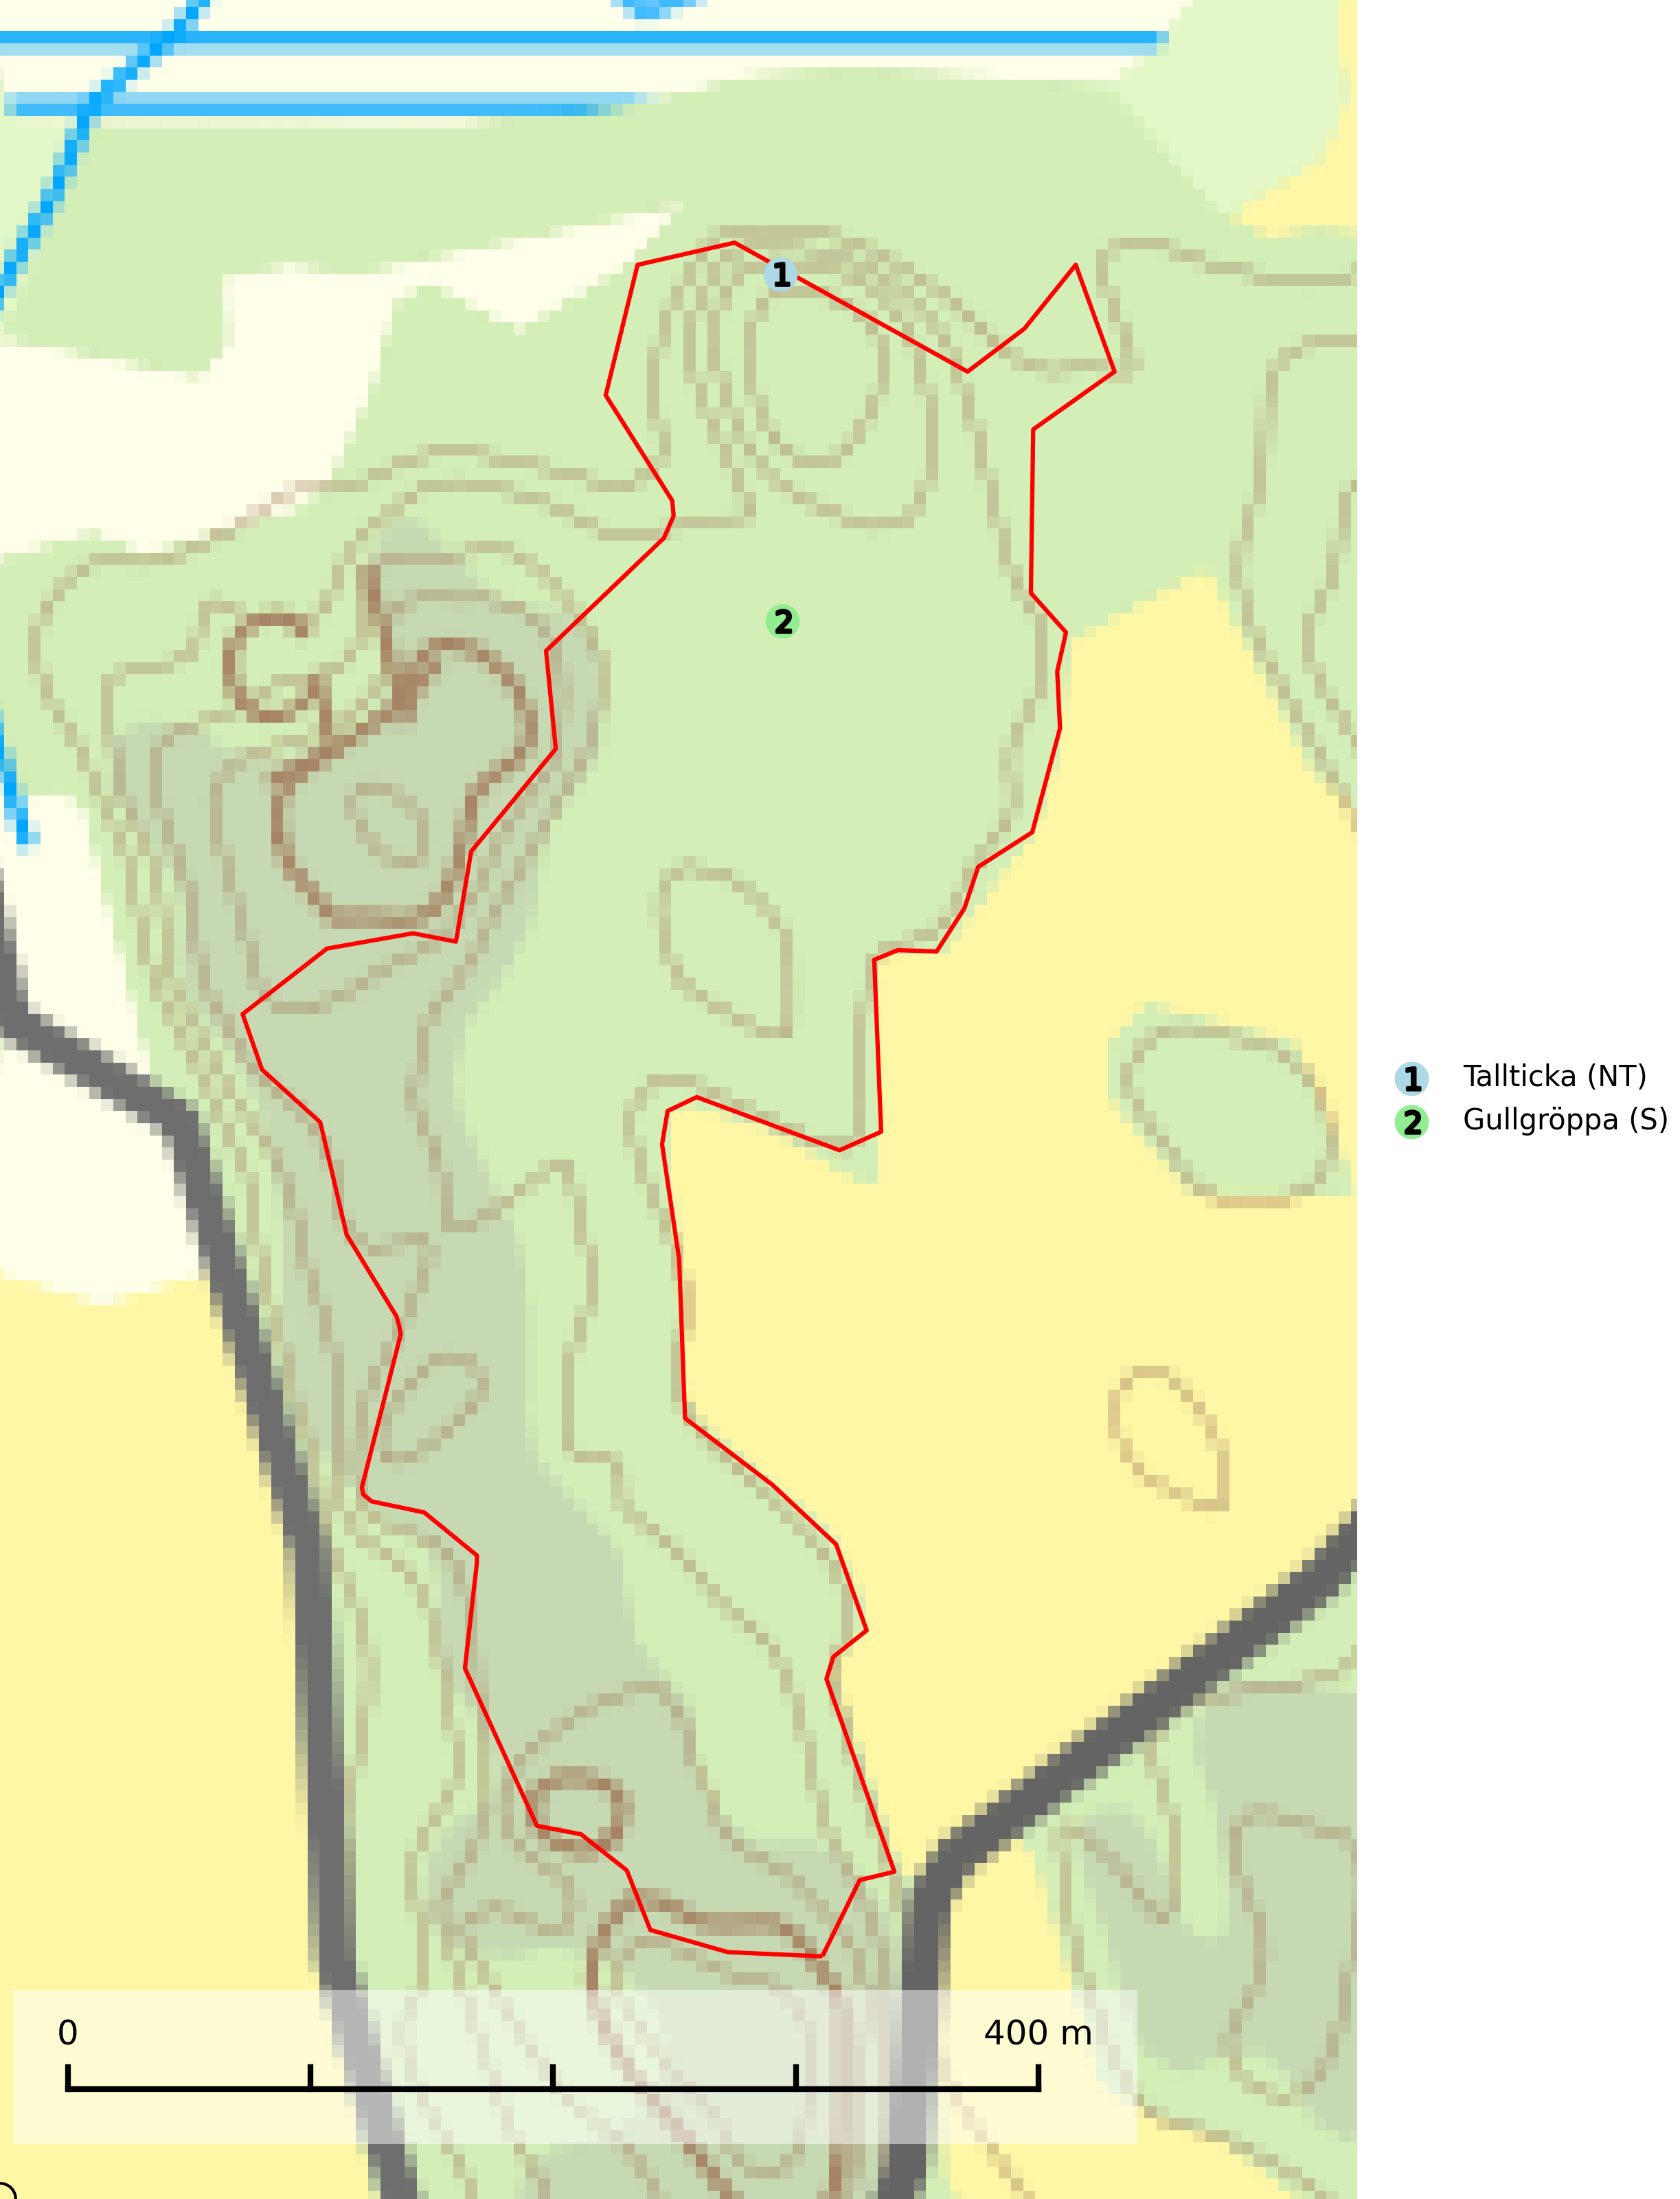 1
2
1 Tallticka (NT)
2 Gullgröppa (S)
0 400 m